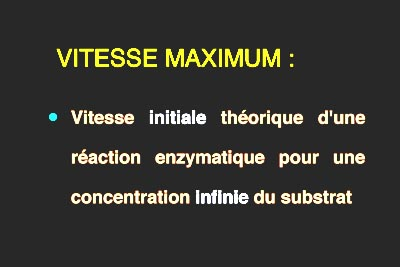 VITESSE MAXIMUM :
• Vitesse initiale théorique d'une
réaction enzymatique pour une
concentration infinie du substrat